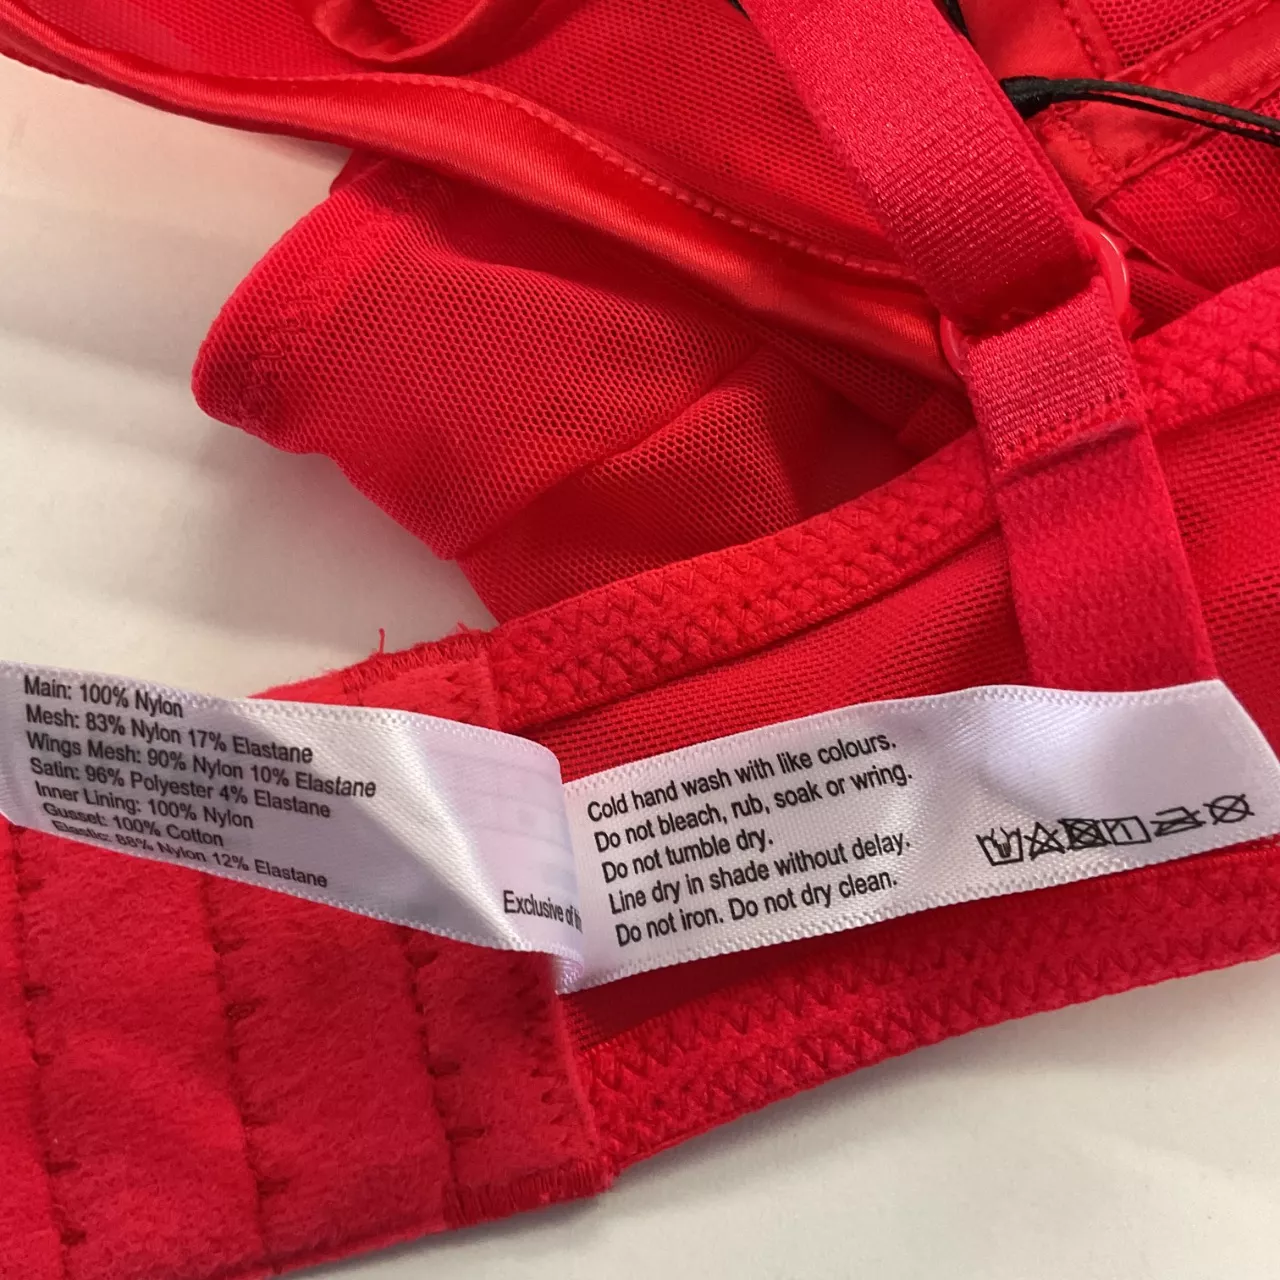 Main: 100% Nylon
Mesh: 83% Nylon 17% Elastane
Wings Mesh: 90% Nylon 10% Elastane
Satin: 96% Polyester 4% Elastane
Inner Lining: 100% Nylon
Gusset: 100% Cotton
Elastic: 88% Nylon 12% Elastane
Exclusive of
Cold hand wash with like colours.
Do not bleach, rub, soak or wring.
Do not tumble dry.
Line dry in shade without delay.
Do not iron. Do not dry clean.